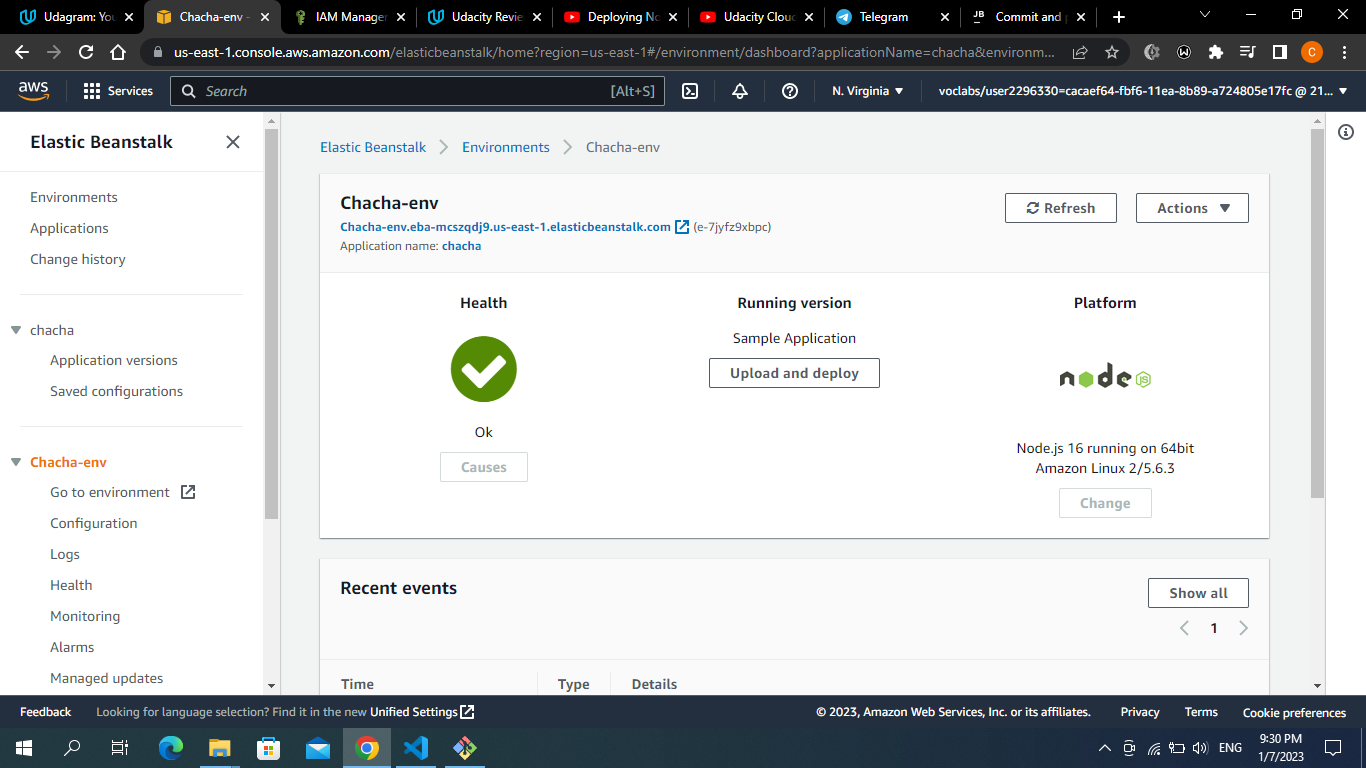 Udagram: You
Chacha-env -
IAM Manager
Udacity Revie
Deploying No
Udacity Cloud
Telegram
JB
Commit and p
us-east-1.console.aws.amazon.com/elasticbeanstalk/home?region=us-east-1#/environment/dashboard?applicationName=chacha&environm...
C
aws
Services
Search
[Alt+S]
N. Virginia
voclabs/user2296330=cacaef64-fbf6-11ea-8b89-a724805e17fc @ 21...
Elastic Beanstalk
Environments
Applications
Change history
chacha
Application versions
Saved configurations
Chacha-env
Go to environment
Configuration
Logs
Health
Monitoring
Alarms
Managed updates
Elastic Beanstalk
Environments
Chacha-env
Chacha-env
Refresh
Actions
Chacha-env.eba-mcszqdj9.us-east-1.elasticbeanstalk.com (e-7jyfz9xbpc)
Application name: chacha
Health
Ok
Causes
Running version
Sample Application
Upload and deploy
Platform
node JS
Node.js 16 running on 64bit
Amazon Linux 2/5.6.3
Change
Recent events
Show all
1
Time
Type
Details
Feedback
Looking for language selection? Find it in the new Unified Settings
© 2023, Amazon Web Services, Inc. or its affiliates.
Privacy
Terms
Cookie preferences
ENG
9:30 PM
1/7/2023